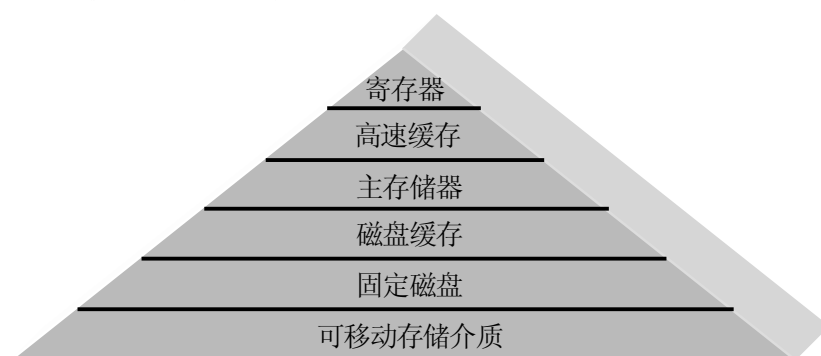 寄存器
高速缓存
主存储器
磁盘缓存
固定磁盘
可移动存储介质